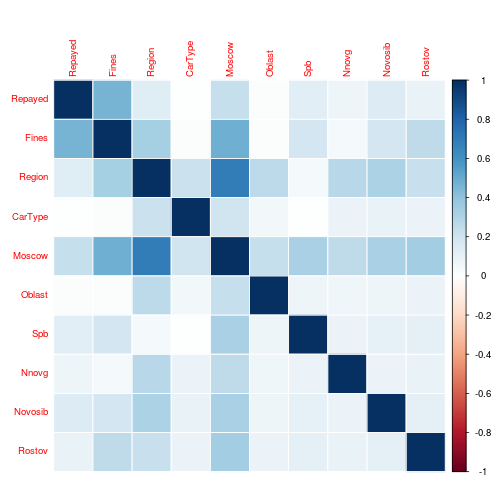 Repayed
Fines
Region
CarType
Moscow
Oblast
Spb
Nnovg
Novosib
Rostov
Repayed
Fines
Region
CarType
Moscow
Oblast
Spb
Nnovg
Novosib
Rostov
1
0.8
0.6
0.4
0.2
0
-0.2
-0.4
-0.6
-0.8
-1